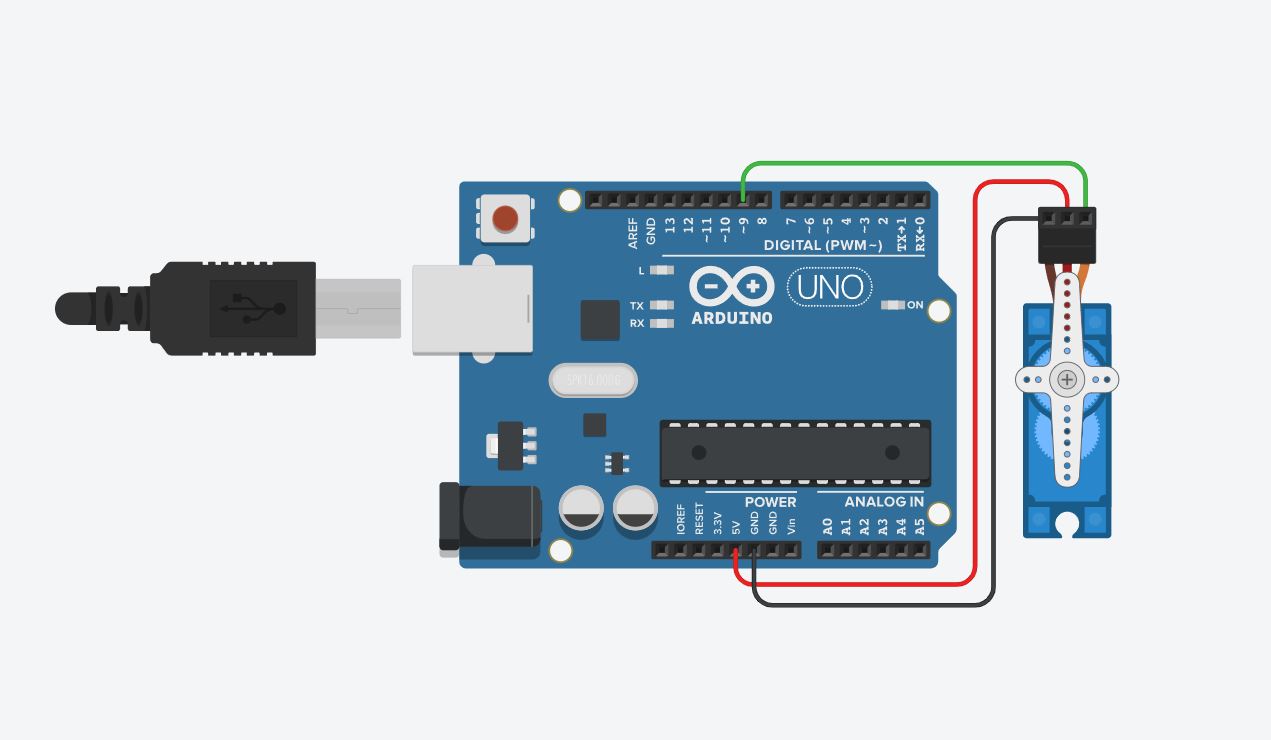 AREF
GND
13
12
~11
~10
~9
8
7
~6
~5
4
~3
2
TX→1
RX←0
DIGITAL (PWM~)
L
TX
RX
UNO
ON
ARDUINO
SPK16.000G
POWER
ANALOG IN
IOREF
RESET
3.3V
5V
GND
GND
Vin
A0
A1
A2
A3
A4
A5